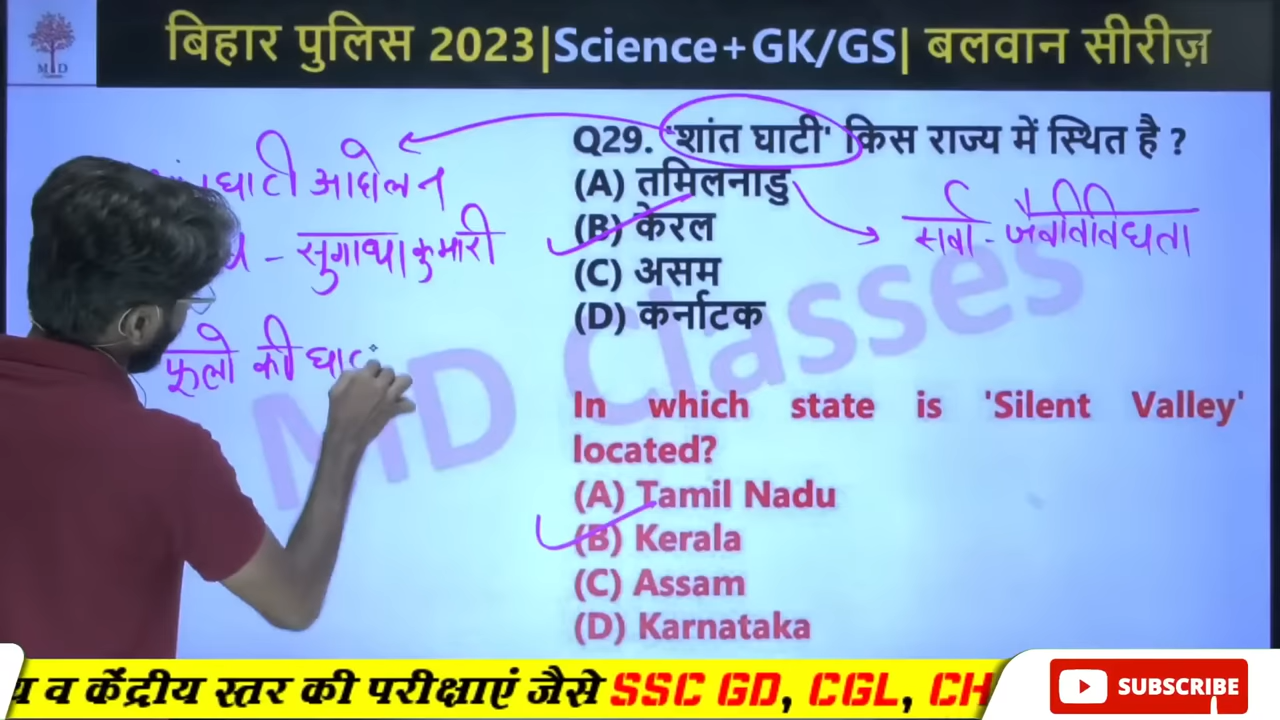 बिहार पुलिस 2023|Science+GK/GS| बलवान सीरीज़
MD
Q29. 'शांत घाटी' किस राज्य में स्थित है ?
(A) तमिलनाडु
(B) केरल
(C) असम
(D) कर्नाटक
घाटी आंदोलन
- सुगाथा कुमारी
फूलो की घा
सर्वा - जैवविविधता
In which state is 'Silent Valley'
located?
(A) Tamil Nadu
(B) Kerala
(C) Assam
(D) Karnataka
MD Classes
य व केंद्रीय स्तर की परीक्षाएं जैसे SSC GD, CGL, CH
SUBSCRIBE